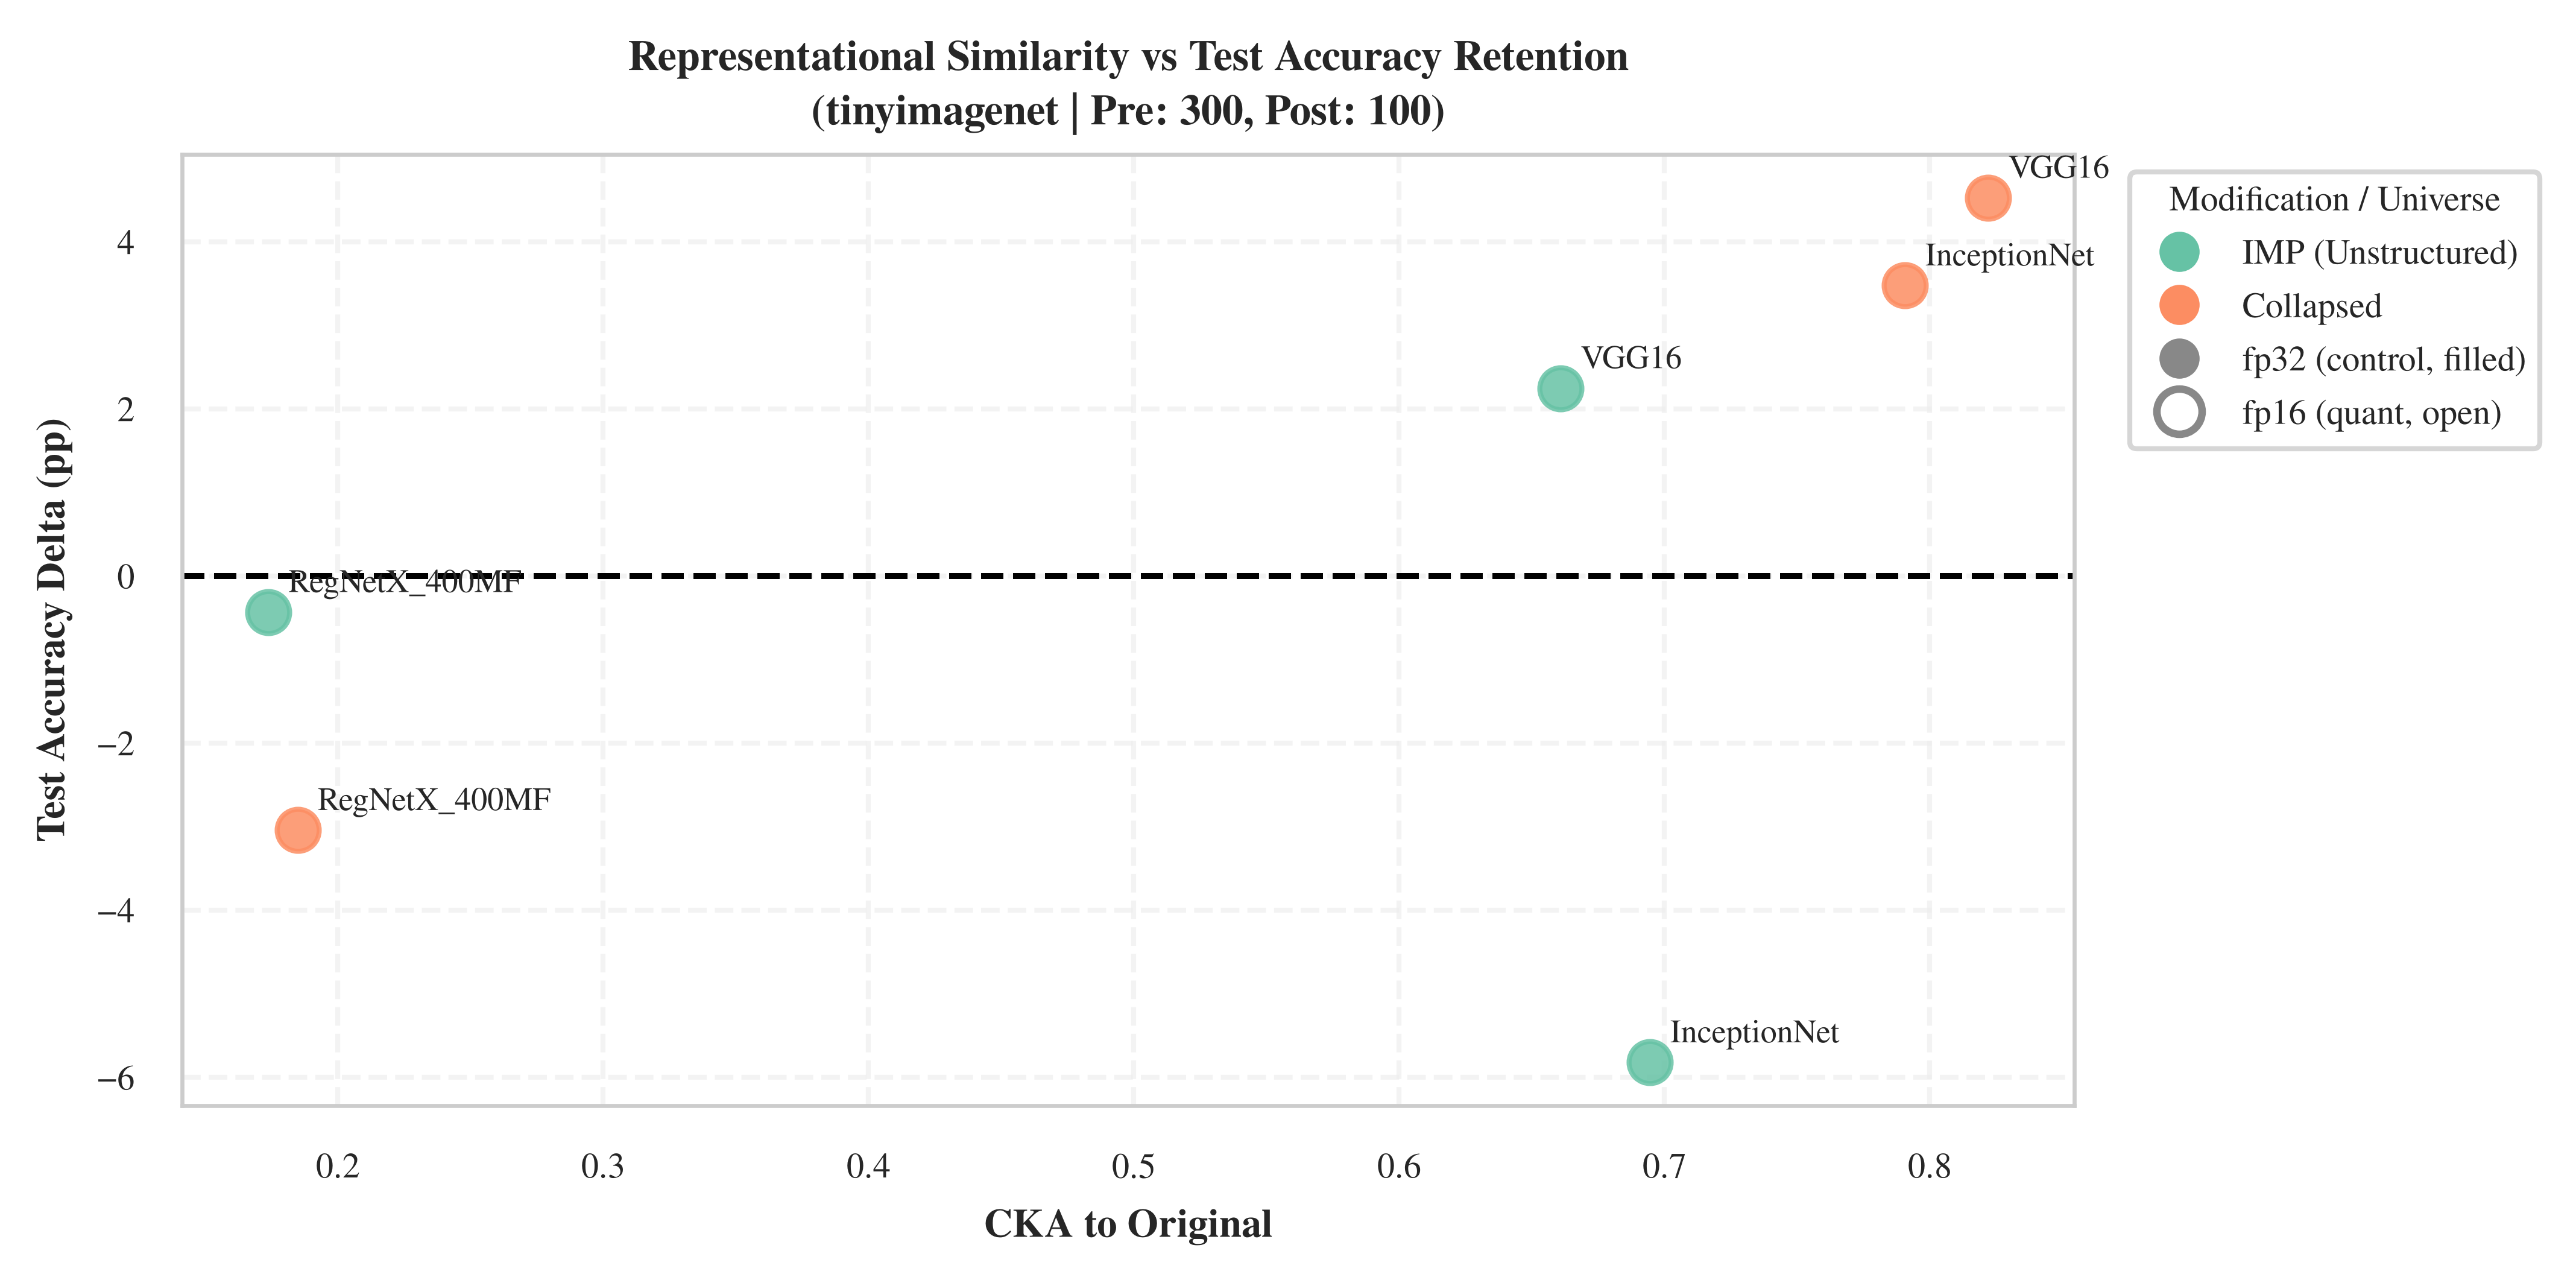 Representational Similarity vs Test Accuracy Retention
(tinyimagenet | Pre: 300, Post: 100)
Test Accuracy Delta (pp)
4
2
0
−2
−4
−6
VGG16
InceptionNet
VGG16
RegNetX_400MF
RegNetX_400MF
InceptionNet
0.2
0.3
0.4
0.5
0.6
0.7
0.8
CKA to Original
Modification / Universe
IMP (Unstructured)
Collapsed
fp32 (control, filled)
fp16 (quant, open)